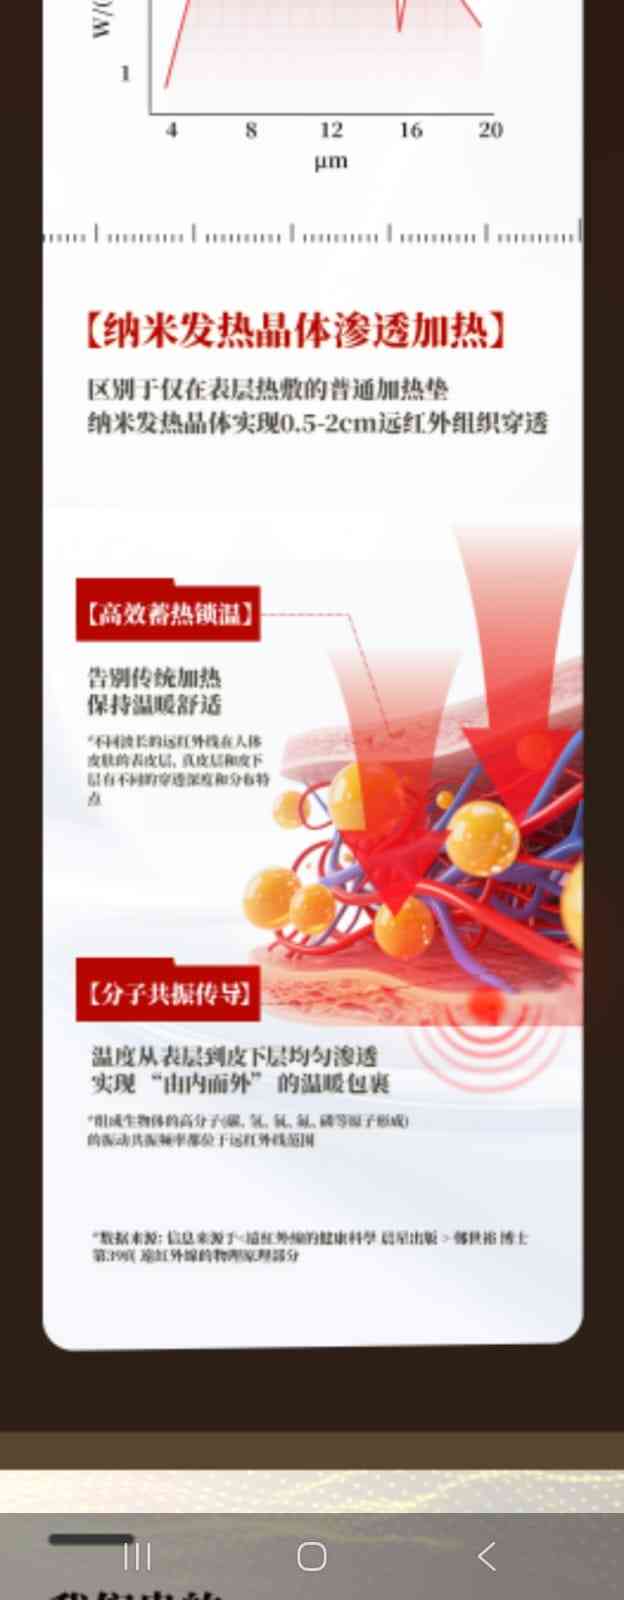 1
4 8 12 16 20
μm
【纳米发热晶体渗透加热】
区别于仅在表层热敷的普通加热垫
纳米发热晶体实现0.5-2cm远红外组织穿透
【高效蓄热锁温】
告别传统加热
保持温暖舒适
*不同波长的远红外线在人体
皮肤的表皮层, 真皮层和皮下
层有不同的穿透深度和分布特
点
【分子共振传导】
温度从表层到皮下层均匀渗透
实现 “由内而外” 的温暖包裹
*组成生物体的高分子(碳、氢、氧、氮、磷等原子形成)
的振动共振频率都位于远红外线范围
*数据来源: 信息来源于<遠紅外線的健康科學 晨星出版 > 世裕 博士
第39頁 遠紅外線的物理原理部分